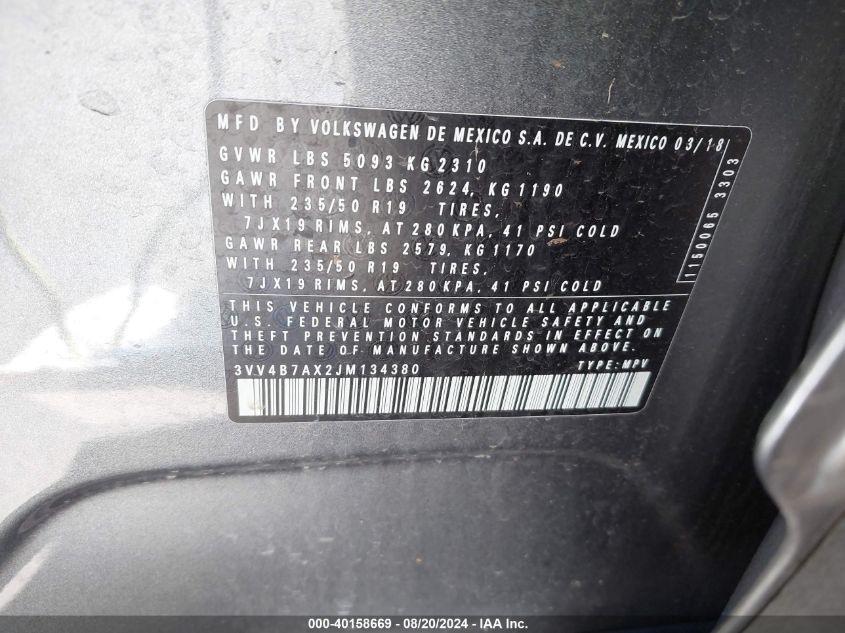 MFD BY VOLKSWAGEN DE MEXICO S.A. DE C.V. MEXICO 03/18
GVWR LBS 5093 KG 2310
GAWR FRONT LBS 2624, KG 1190
WITH 235/50 R19 TIRES,
7JX19 RIMS, AT 280 KPA, 41 PSI COLD
GAWR REAR LBS 2579, KG 1170
WITH 235/50 R19 TIRES,
7JX19 RIMS, AT 280 KPA, 41 PSI COLD
1150065 3303
THIS VEHICLE CONFORMS TO ALL APPLICABLE
U.S. FEDERAL MOTOR VEHICLE SAFETY AND
THEFT PREVENTION STANDARDS IN EFFECT ON
THE DATE OF MANUFACTURE SHOWN ABOVE.
3VV4B7AX2JM134380 TYPE: MPV
000-40158669 - 08/20/2024 - IAA Inc.